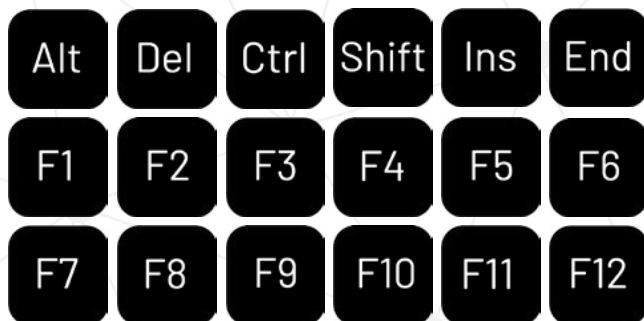 Alt Del Ctrl Shift Ins End
F1 F2 F3 F4 F5 F6
F7 F8 F9 F10 F11 F12